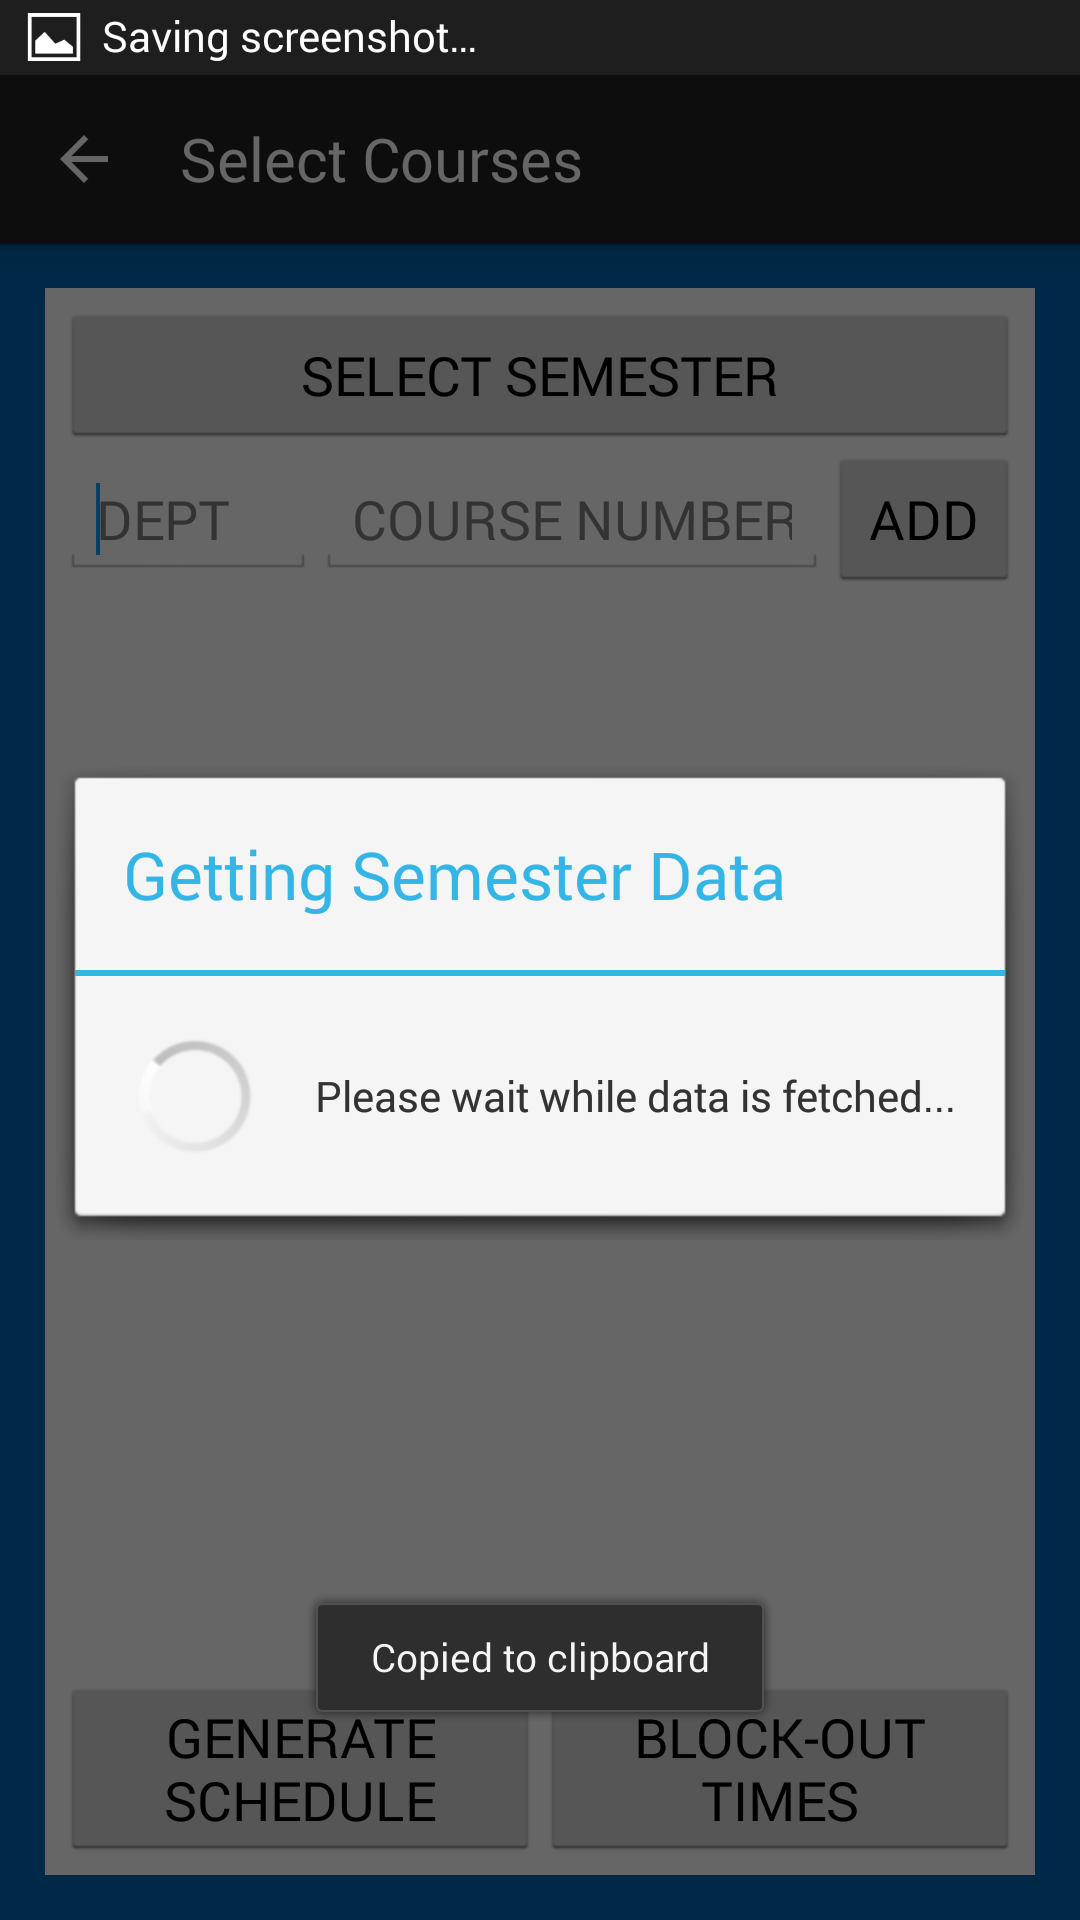 Saving screenshot...
Select Courses
SELECT SEMESTER
DEPT COURSE NUMBER ADD
Getting Semester Data
Please wait while data is fetched...
Copied to clipboard
GENERATE SCHEDULE
BLOCK-OUT TIMES